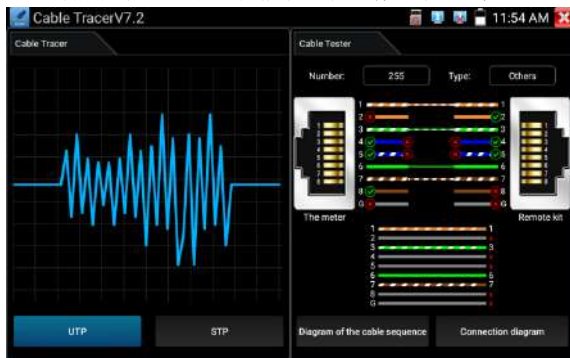 Cable TracerV7.2
11:54 AM
Cable Tracer
UTP
STP
Cable Tester
Number:
255
Type:
Others
1 1
2 2
3 3
4 4
5 5
6 6
7 7
8 8
G G
The meter
Remote kit
1 1
2
3 3
4
5
6 6
7 7
8
G
Diagram of the cable sequence
Connection diagram